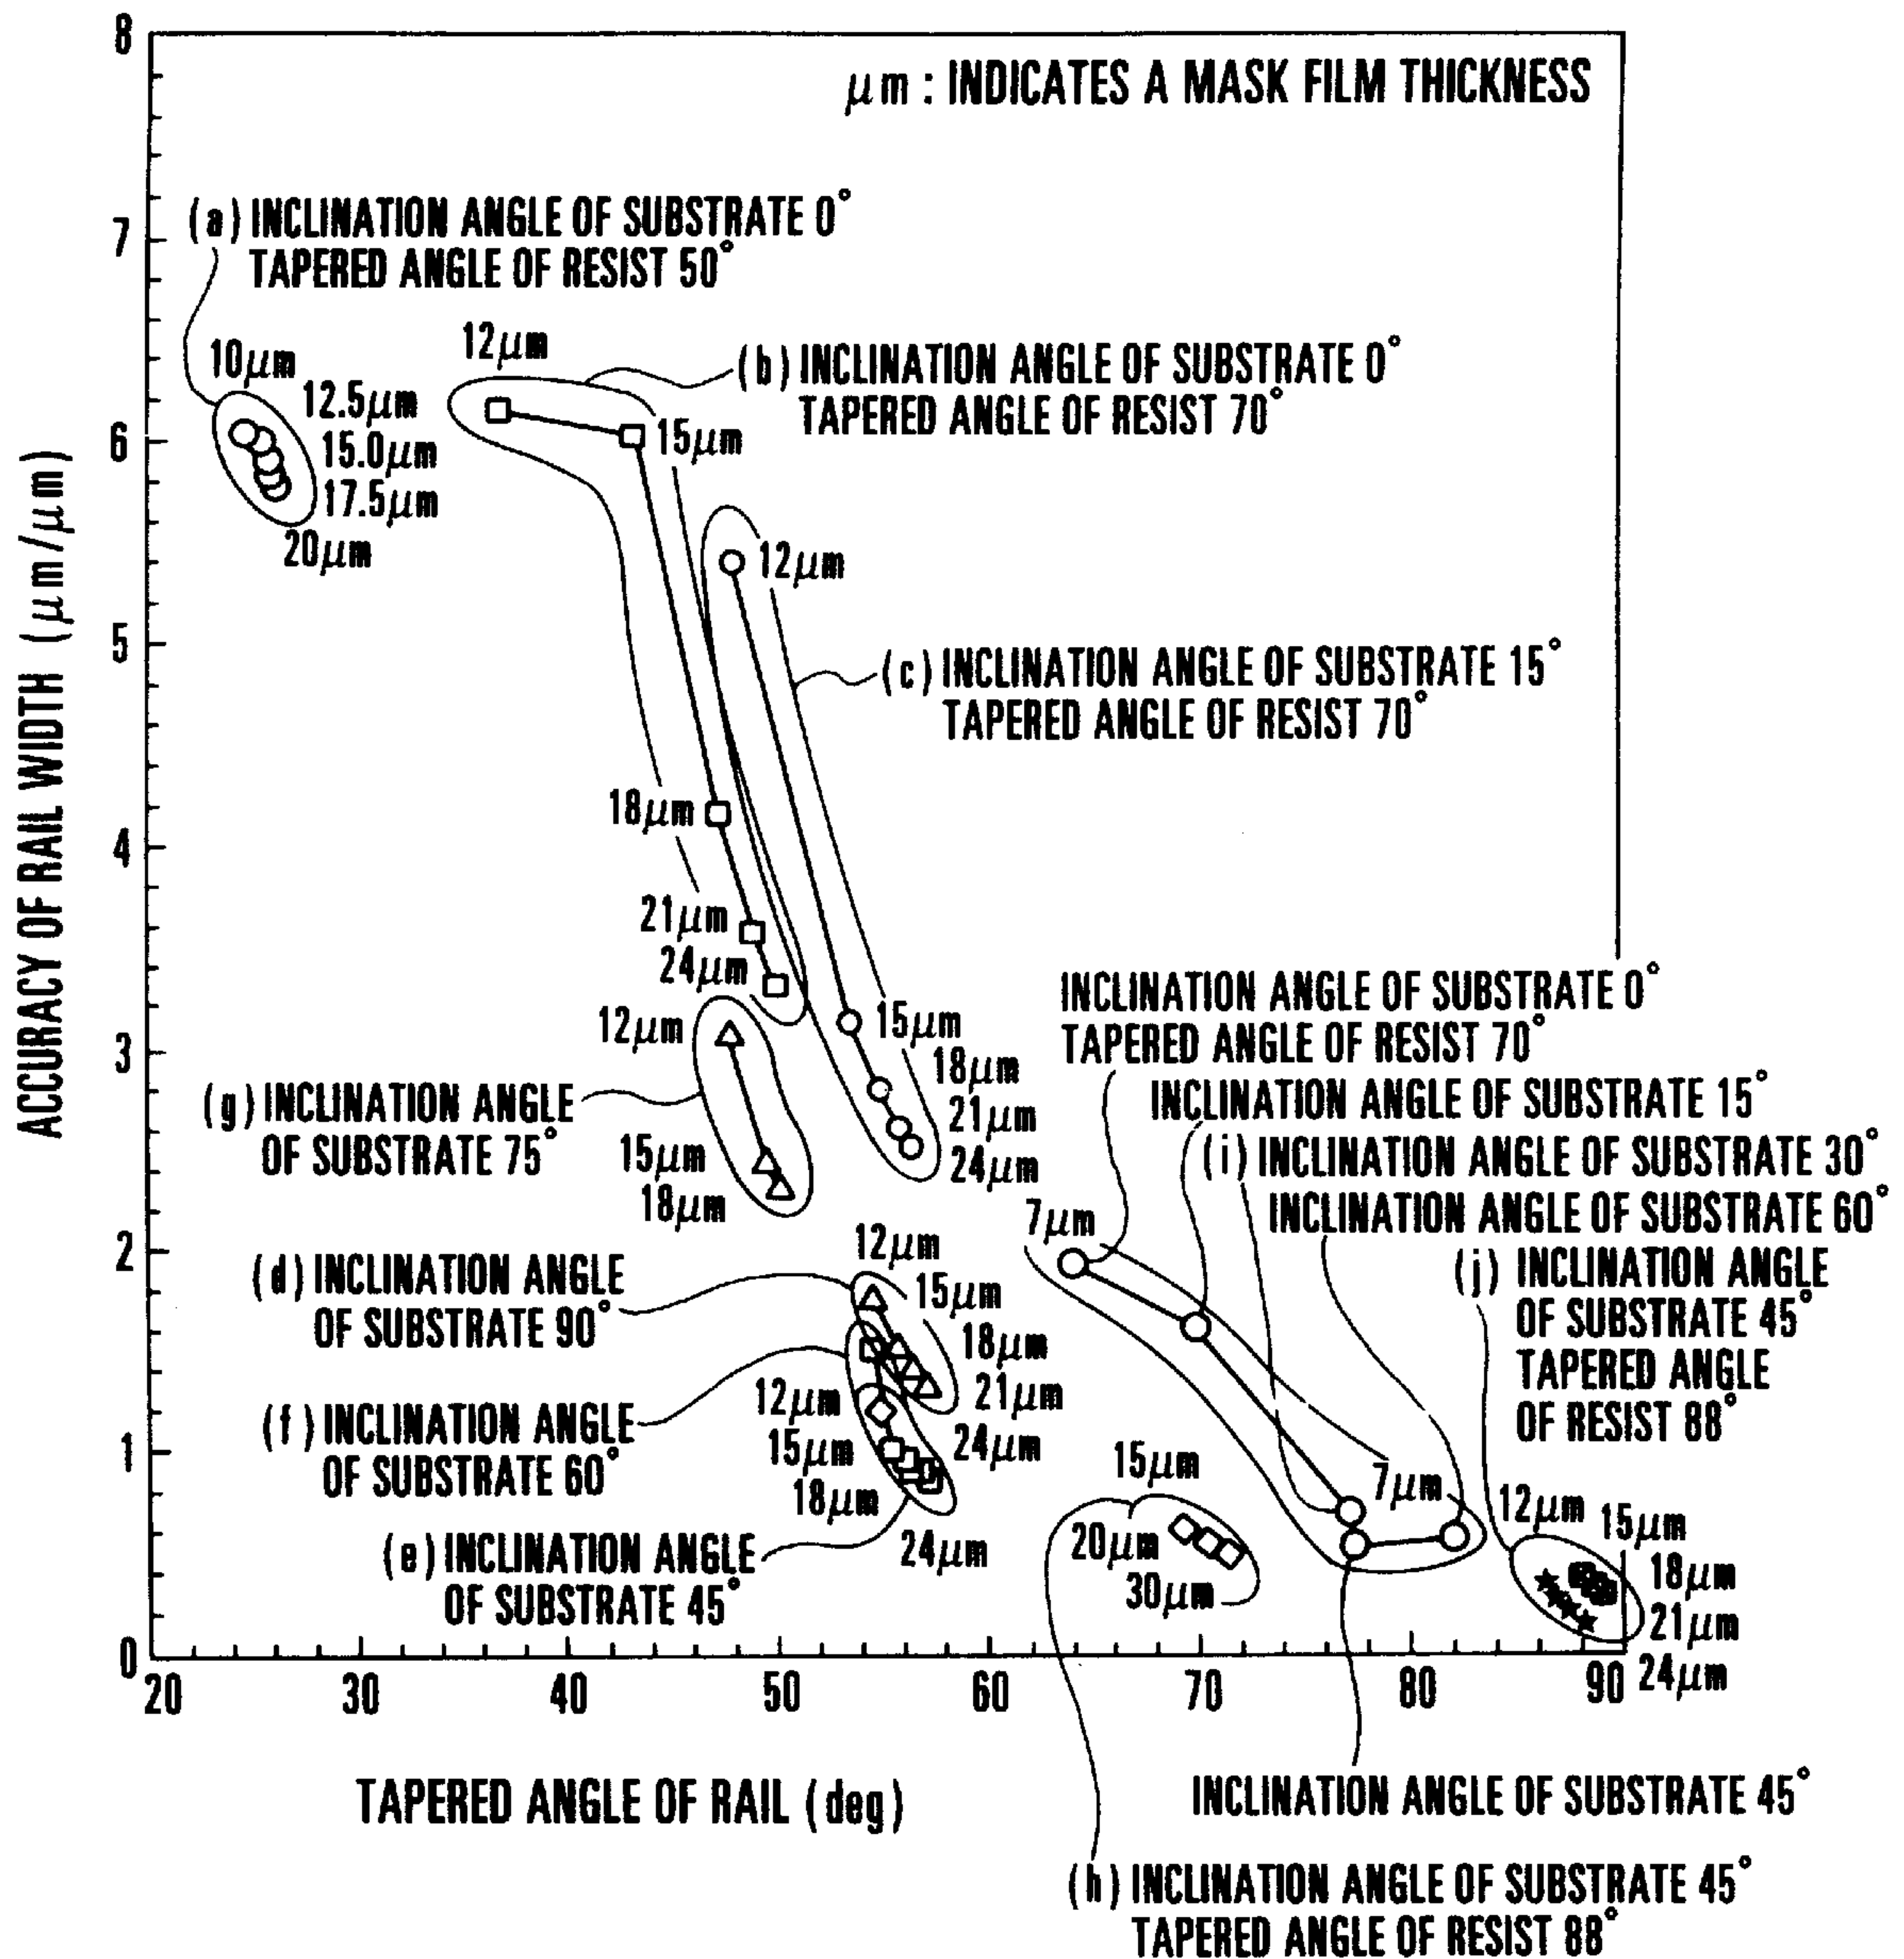 8
μm : INDICATES A MASK FILM THICKNESS
(a) INCLINATION ANGLE OF SUBSTRATE 0°
TAPERED ANGLE OF RESIST 50°
7
10μm
12.5μm
15.0μm
17.5μm
20μm
12μm
(b) INCLINATION ANGLE OF SUBSTRATE 0°
TAPERED ANGLE OF RESIST 70°
15μm
6
12μm
ACCURACY OF RAIL WIDTH (μm/μm)
5
(c) INCLINATION ANGLE OF SUBSTRATE 15°
TAPERED ANGLE OF RESIST 70°
18μm
4
21μm
24μm
INCLINATION ANGLE OF SUBSTRATE 0°
TAPERED ANGLE OF RESIST 70°
12μm
15μm
3
18μm
21μm
24μm
INCLINATION ANGLE OF SUBSTRATE 15°
(g) INCLINATION ANGLE
OF SUBSTRATE 75°
15μm
18μm
(i) INCLINATION ANGLE OF SUBSTRATE 30°
INCLINATION ANGLE OF SUBSTRATE 60°
7μm
2
12μm
(d) INCLINATION ANGLE
OF SUBSTRATE 90°
15μm
18μm
21μm
24μm
(j) INCLINATION ANGLE
OF SUBSTRATE 45°
TAPERED ANGLE
OF RESIST 88°
(f) INCLINATION ANGLE
OF SUBSTRATE 60°
12μm
15μm
18μm
24μm
1
15μm
20μm
30μm
7μm
12μm
15μm
18μm
21μm
24μm
(e) INCLINATION ANGLE
OF SUBSTRATE 45°
0
20 30 40 50 60 70 80 90
TAPERED ANGLE OF RAIL (deg)
INCLINATION ANGLE OF SUBSTRATE 45°
(h) INCLINATION ANGLE OF SUBSTRATE 45°
TAPERED ANGLE OF RESIST 88°